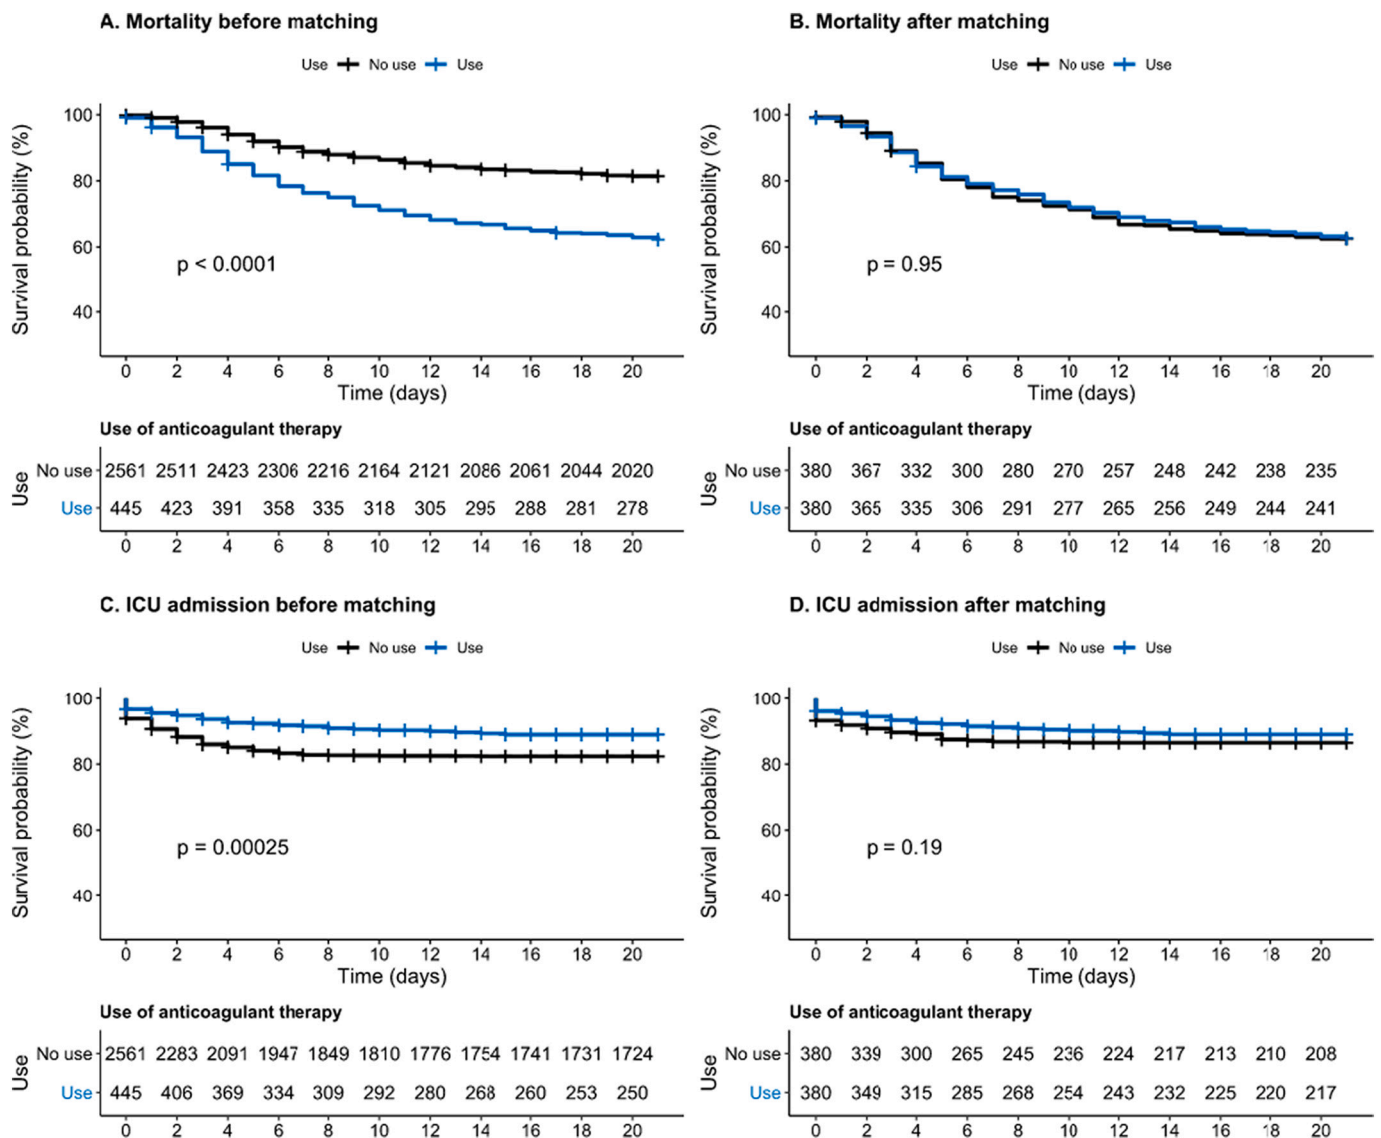 A. Mortality before matching
Use No use Use
Survival probability (%)
100
80
60
40
p < 0.0001
0 2 4 6 8 10 12 14 16 18 20
Time (days)
Use of anticoagulant therapy
Use
No use 2561 2511 2423 2306 2216 2164 2121 2086 2061 2044 2020
Use 445 423 391 358 335 318 305 295 288 281 278
0 2 4 6 8 10 12 14 16 18 20
B. Mortality after matching
Use No use Use
Survival probability (%)
100
80
60
40
p = 0.95
0 2 4 6 8 10 12 14 16 18 20
Time (days)
Use of anticoagulant therapy
Use
No use 380 367 332 300 280 270 257 248 242 238 235
Use 380 365 335 306 291 277 265 256 249 244 241
0 2 4 6 8 10 12 14 16 18 20
C. ICU admission before matching
Use No use Use
Survival probability (%)
100
80
60
40
p = 0.00025
0 2 4 6 8 10 12 14 16 18 20
Time (days)
Use of anticoagulant therapy
Use
No use 2561 2283 2091 1947 1849 1810 1776 1754 1741 1731 1724
Use 445 406 369 334 309 292 280 268 260 253 250
0 2 4 6 8 10 12 14 16 18 20
D. ICU admission after matching
Use No use Use
Survival probability (%)
100
80
60
40
p = 0.19
0 2 4 6 8 10 12 14 16 18 20
Time (days)
Use of anticoagulant therapy
Use
No use 380 339 300 265 245 236 224 217 213 210 208
Use 380 349 315 285 268 254 243 232 225 220 217
0 2 4 6 8 10 12 14 16 18 20